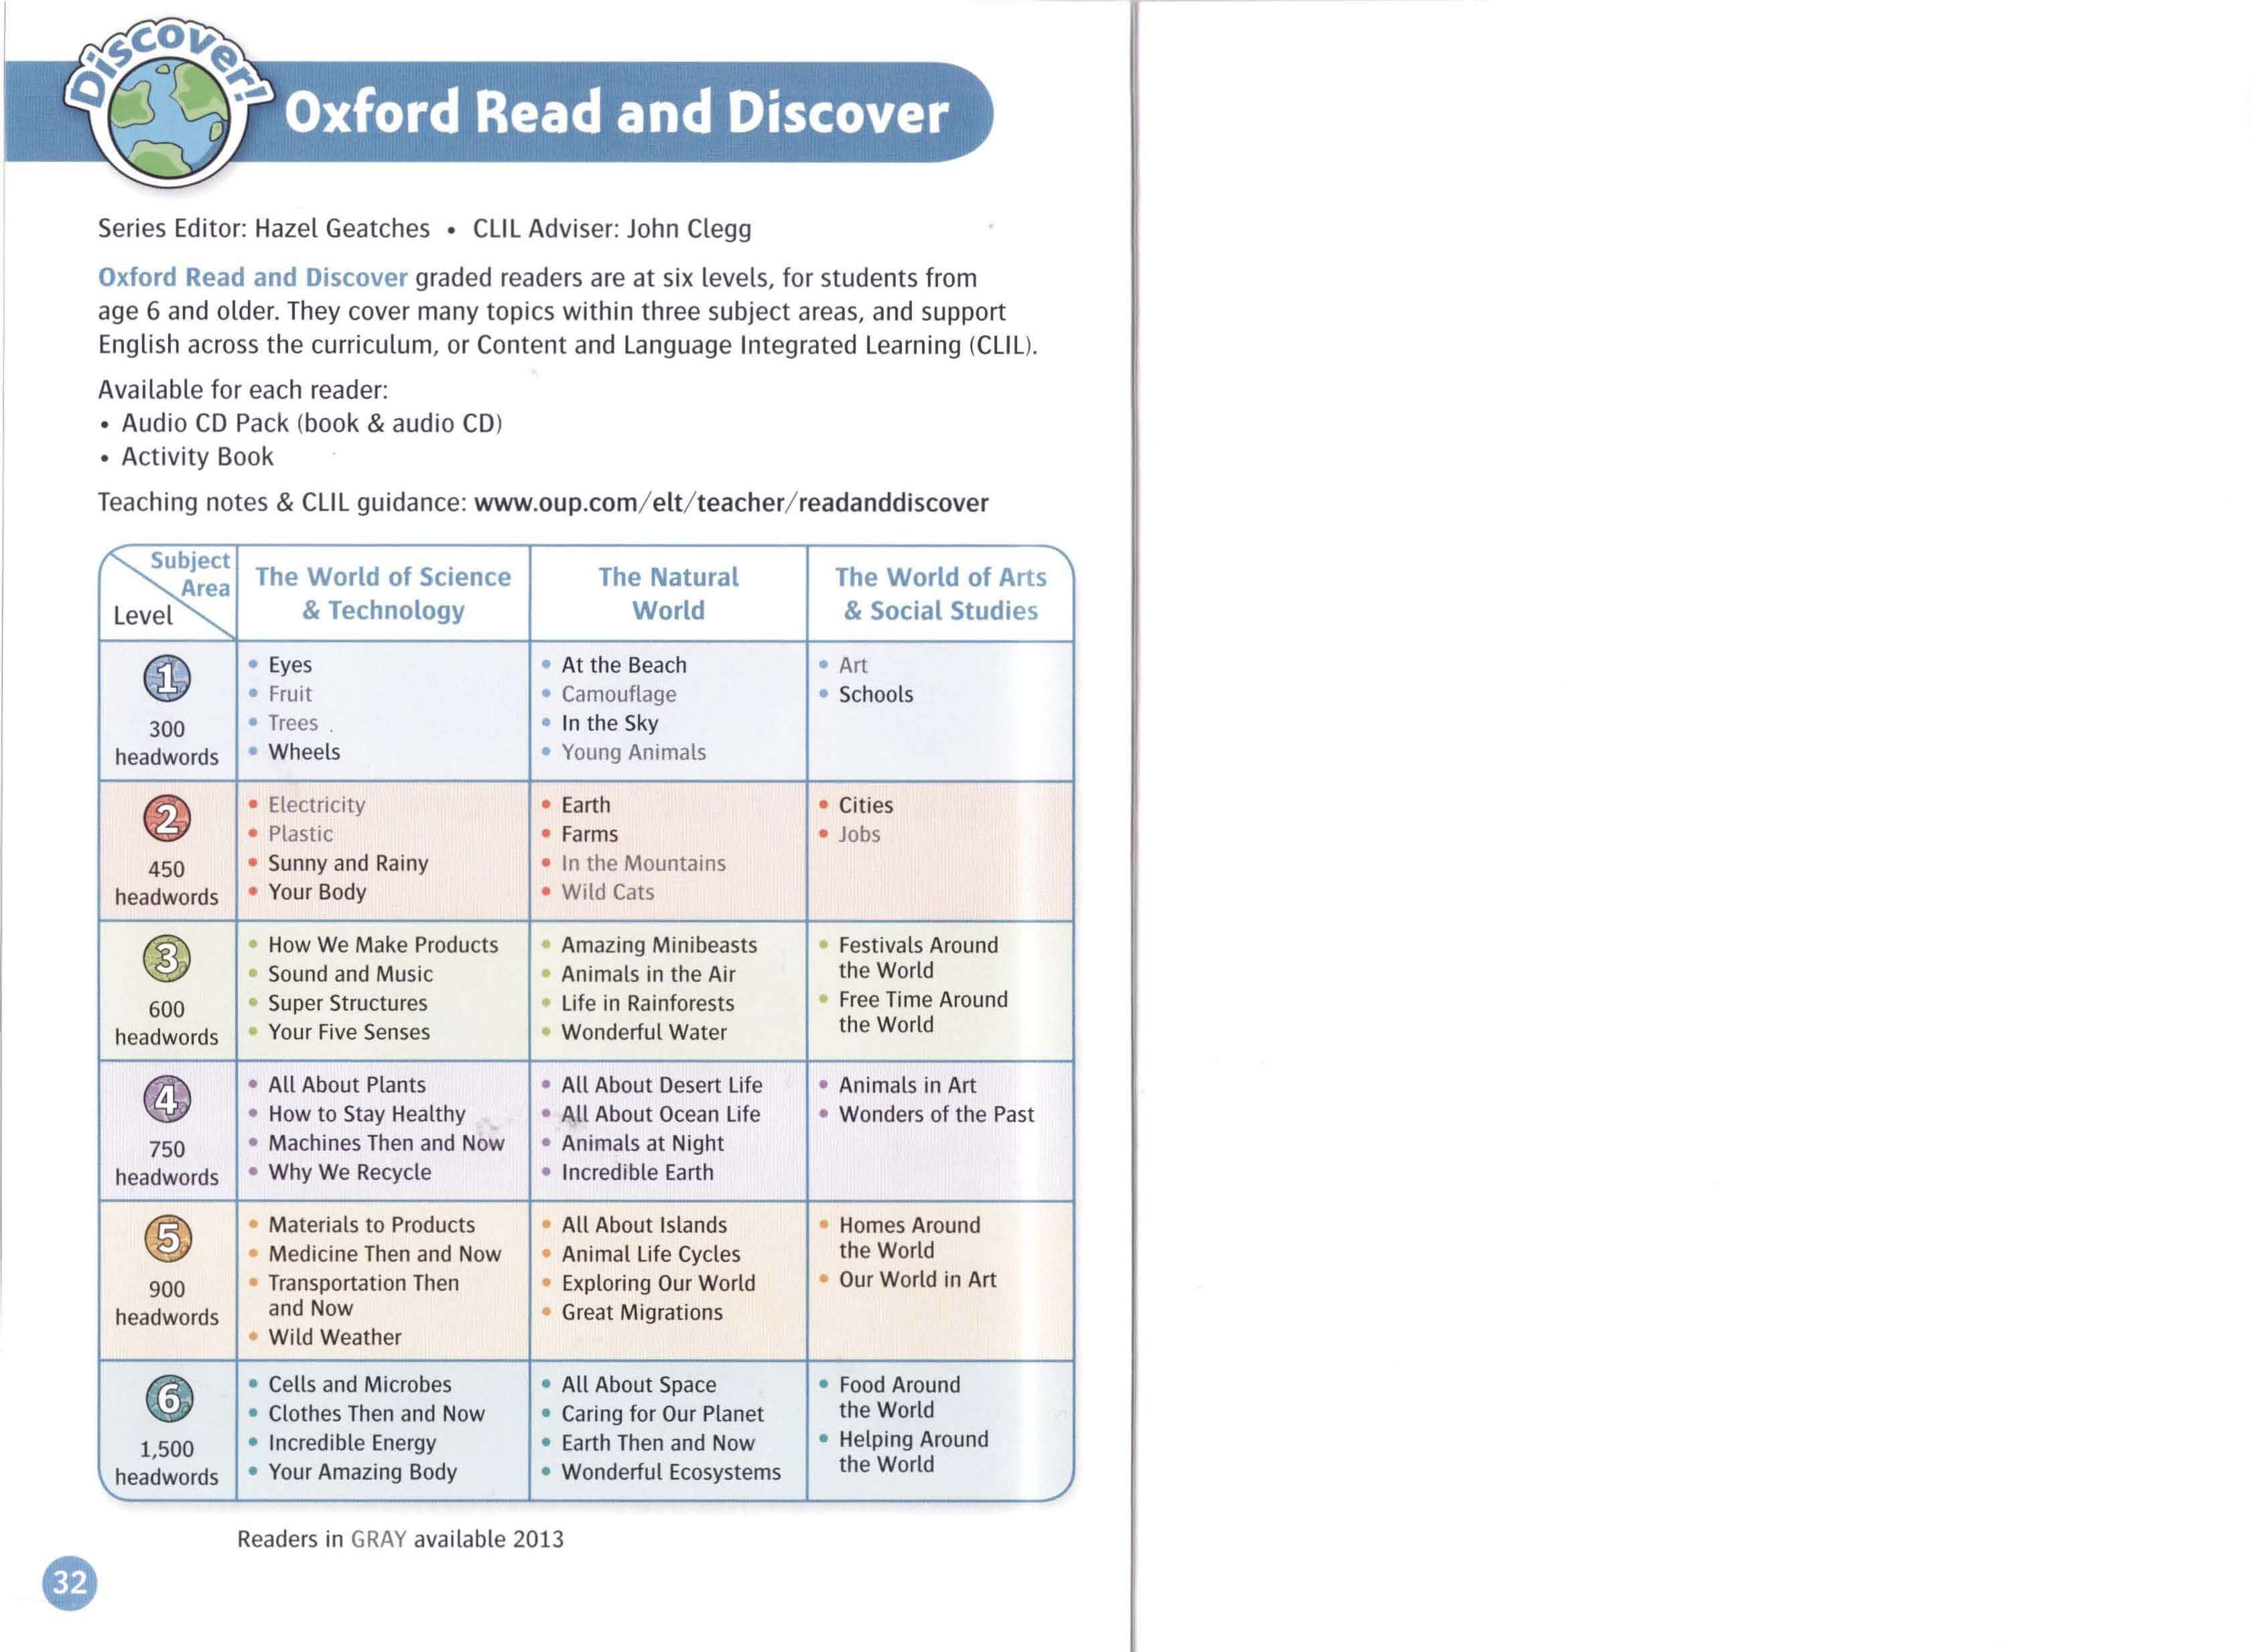 Discover!
Oxford Read and Discover
Series Editor: Hazel Geatches • CLIL Adviser: John Clegg
Oxford Read and Discover graded readers are at six levels, for students from
age 6 and older. They cover many topics within three subject areas, and support
English across the curriculum, or Content and Language Integrated Learning (CLIL).
Available for each reader:
• Audio CD Pack (book & audio CD)
• Activity Book
Teaching notes & CLIL guidance: www.oup.com/elt/teacher/readanddiscover
Subject
Area
Level
The World of Science
& Technology
The Natural
World
The World of Arts
& Social Studies
1
300
headwords
• Eyes
• Fruit
• Trees
• Wheels
• At the Beach
• Camouflage
• In the Sky
• Young Animals
• Art
• Schools
2
450
headwords
• Electricity
• Plastic
• Sunny and Rainy
• Your Body
• Earth
• Farms
• In the Mountains
• Wild Cats
• Cities
• Jobs
3
600
headwords
• How We Make Products
• Sound and Music
• Super Structures
• Your Five Senses
• Amazing Minibeasts
• Animals in the Air
• Life in Rainforests
• Wonderful Water
• Festivals Around
the World
• Free Time Around
the World
4
750
headwords
• All About Plants
• How to Stay Healthy
• Machines Then and Now
• Why We Recycle
• All About Desert Life
• All About Ocean Life
• Animals at Night
• Incredible Earth
• Animals in Art
• Wonders of the Past
5
900
headwords
• Materials to Products
• Medicine Then and Now
• Transportation Then
and Now
• Wild Weather
• All About Islands
• Animal Life Cycles
• Exploring Our World
• Great Migrations
• Homes Around
the World
• Our World in Art
6
1,500
headwords
• Cells and Microbes
• Clothes Then and Now
• Incredible Energy
• Your Amazing Body
• All About Space
• Caring for Our Planet
• Earth Then and Now
• Wonderful Ecosystems
• Food Around
the World
• Helping Around
the World
Readers in GRAY available 2013
32